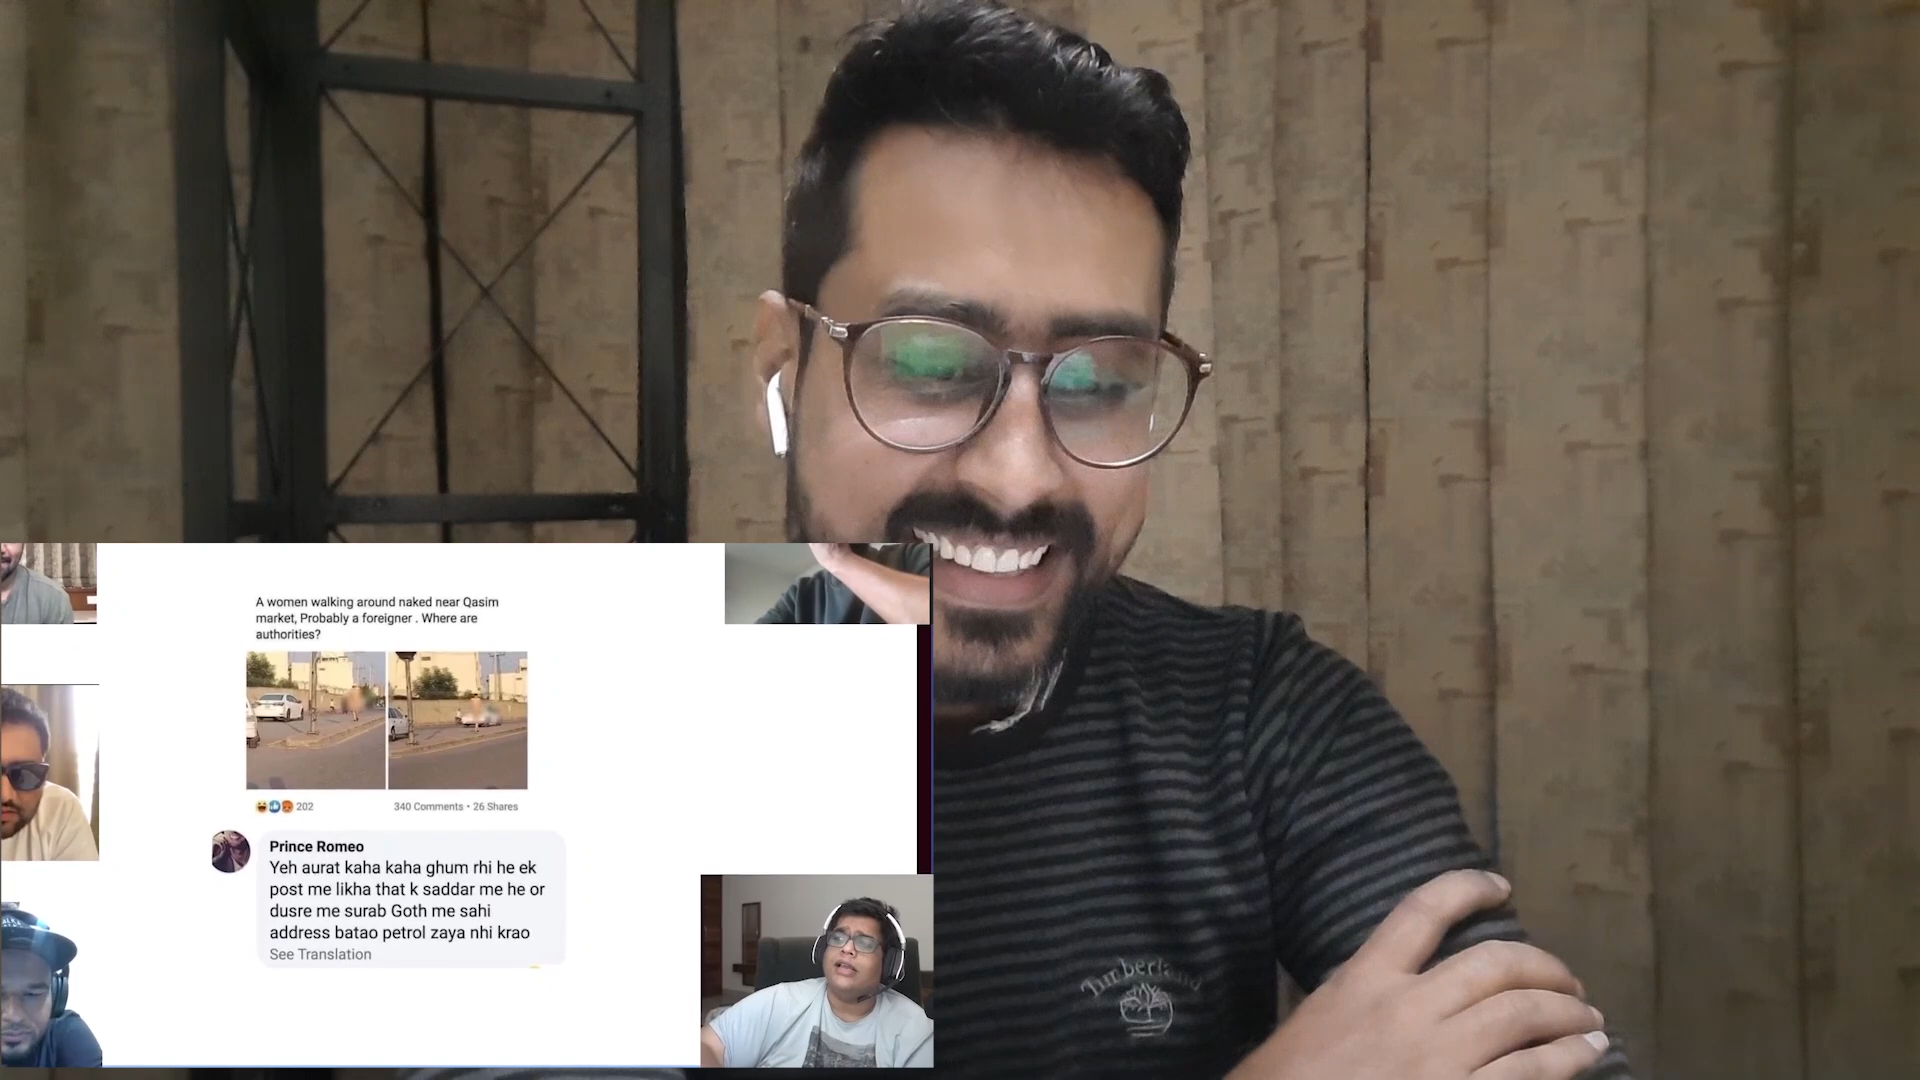 A women walking around naked near Qasim
market, Probably a foreigner . Where are
authorities?
202
340 Comments • 26 Shares
Prince Romeo
Yeh aurat kaha kaha ghum rhi he ek
post me likha that k saddar me he or
dusre me surab Goth me sahi
address batao petrol zaya nhi krao
See Translation
Timberland